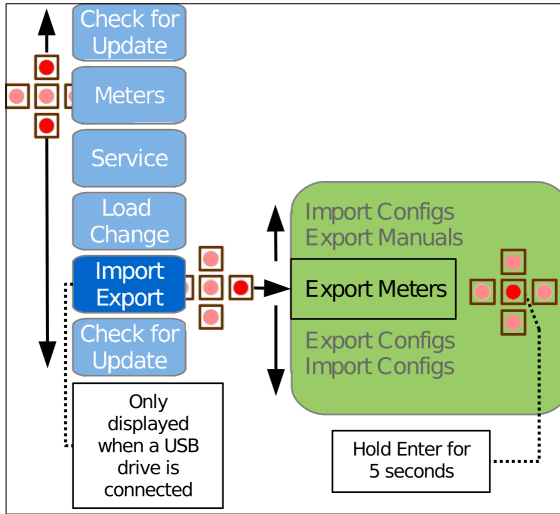 Check for
Update
Meters
Service
Load
Change
Import
Export
Check for
Update
Only
displayed
when a USB
drive is
connected
Import Configs
Export Manuals
Export Meters
Export Configs
Import Configs
Hold Enter for
5 seconds